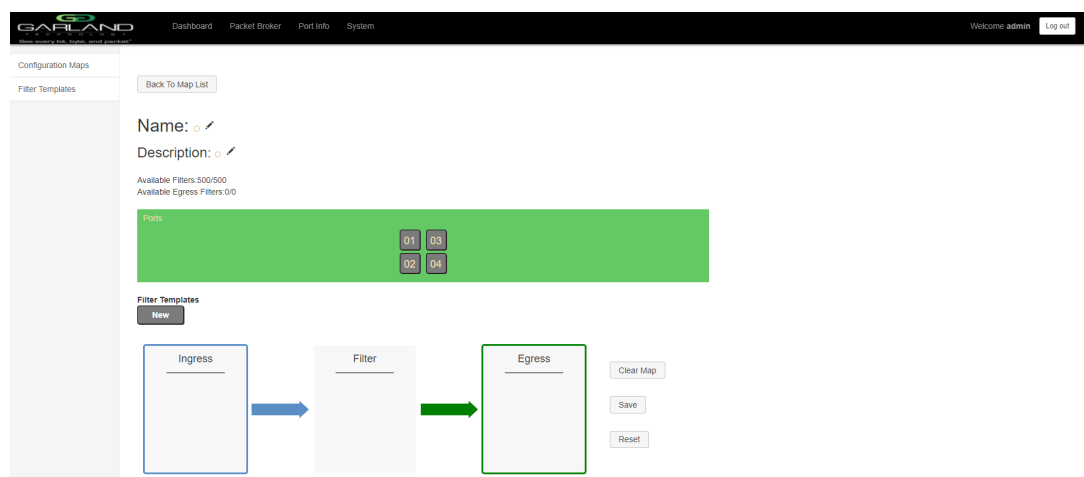 GARLAND
TECHNOLOGY
See every bit, byte, and packet®
Dashboard Packet Broker Port Info System
Welcome admin Log out
Configuration Maps
Filter Templates
Back To Map List
Name:
Description:
Available Filters:500/500
Available Egress Filters:0/0
Ports
01 03
02 04
Filter Templates
New
Ingress Filter Egress
Clear Map
Save
Reset